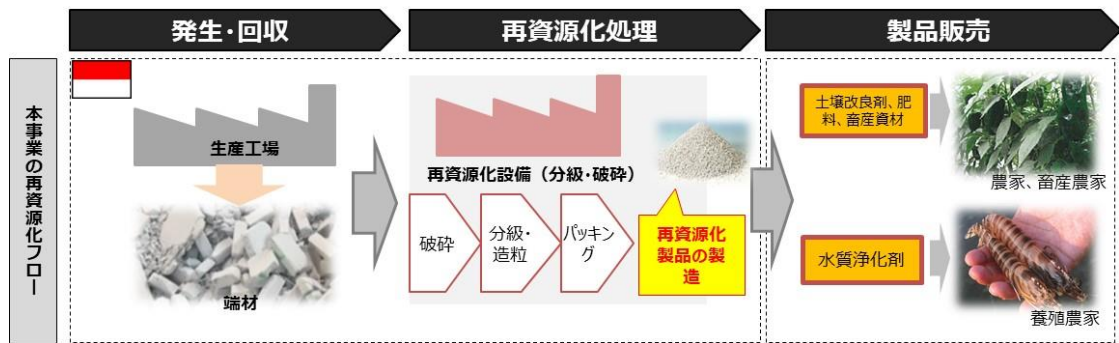 発生・回収
再資源化処理
製品販売
本事業の再資源化フロー
生産工場
端材
再資源化設備（分級・破砕）
破砕
分級・
造粒
パッキン
グ
再資源化
製品の製
造
土壌改良剤、肥
料、畜産資材
農家、畜産農家
水質浄化剤
養殖農家